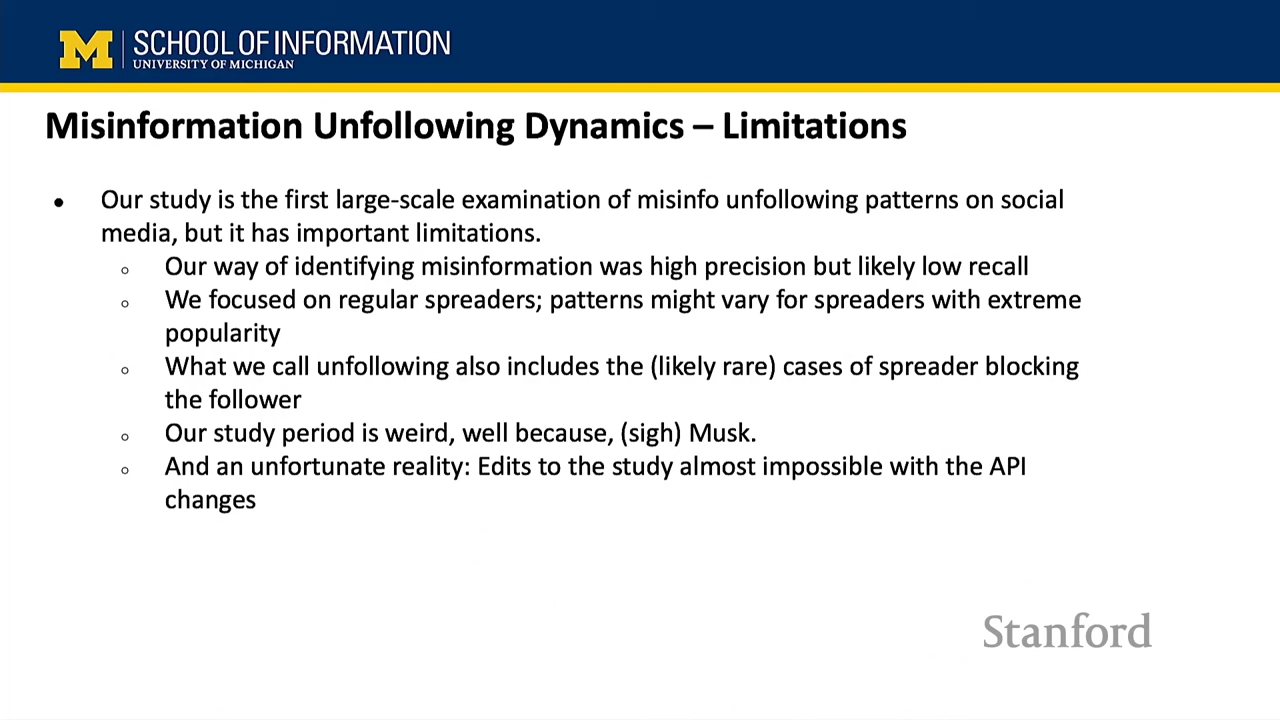 M SCHOOL OF INFORMATION
UNIVERSITY OF MICHIGAN
Misinformation Unfollowing Dynamics – Limitations
● Our study is the first large-scale examination of misinfo unfollowing patterns on social
media, but it has important limitations.
○ Our way of identifying misinformation was high precision but likely low recall
○ We focused on regular spreaders; patterns might vary for spreaders with extreme
popularity
○ What we call unfollowing also includes the (likely rare) cases of spreader blocking
the follower
○ Our study period is weird, well because, (sigh) Musk.
○ And an unfortunate reality: Edits to the study almost impossible with the API
changes
Stanford